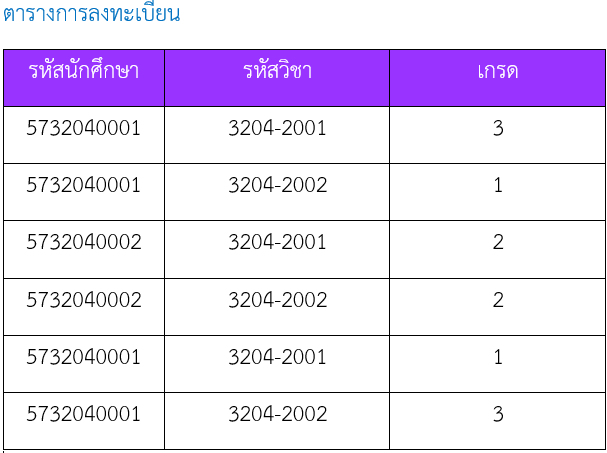 ตารางการลงทะเบียน
รหัสนักศึกษา รหัสวิชา เกรด
5732040001 3204-2001 3
5732040001 3204-2002 1
5732040002 3204-2001 2
5732040002 3204-2002 2
5732040001 3204-2001 1
5732040001 3204-2002 3